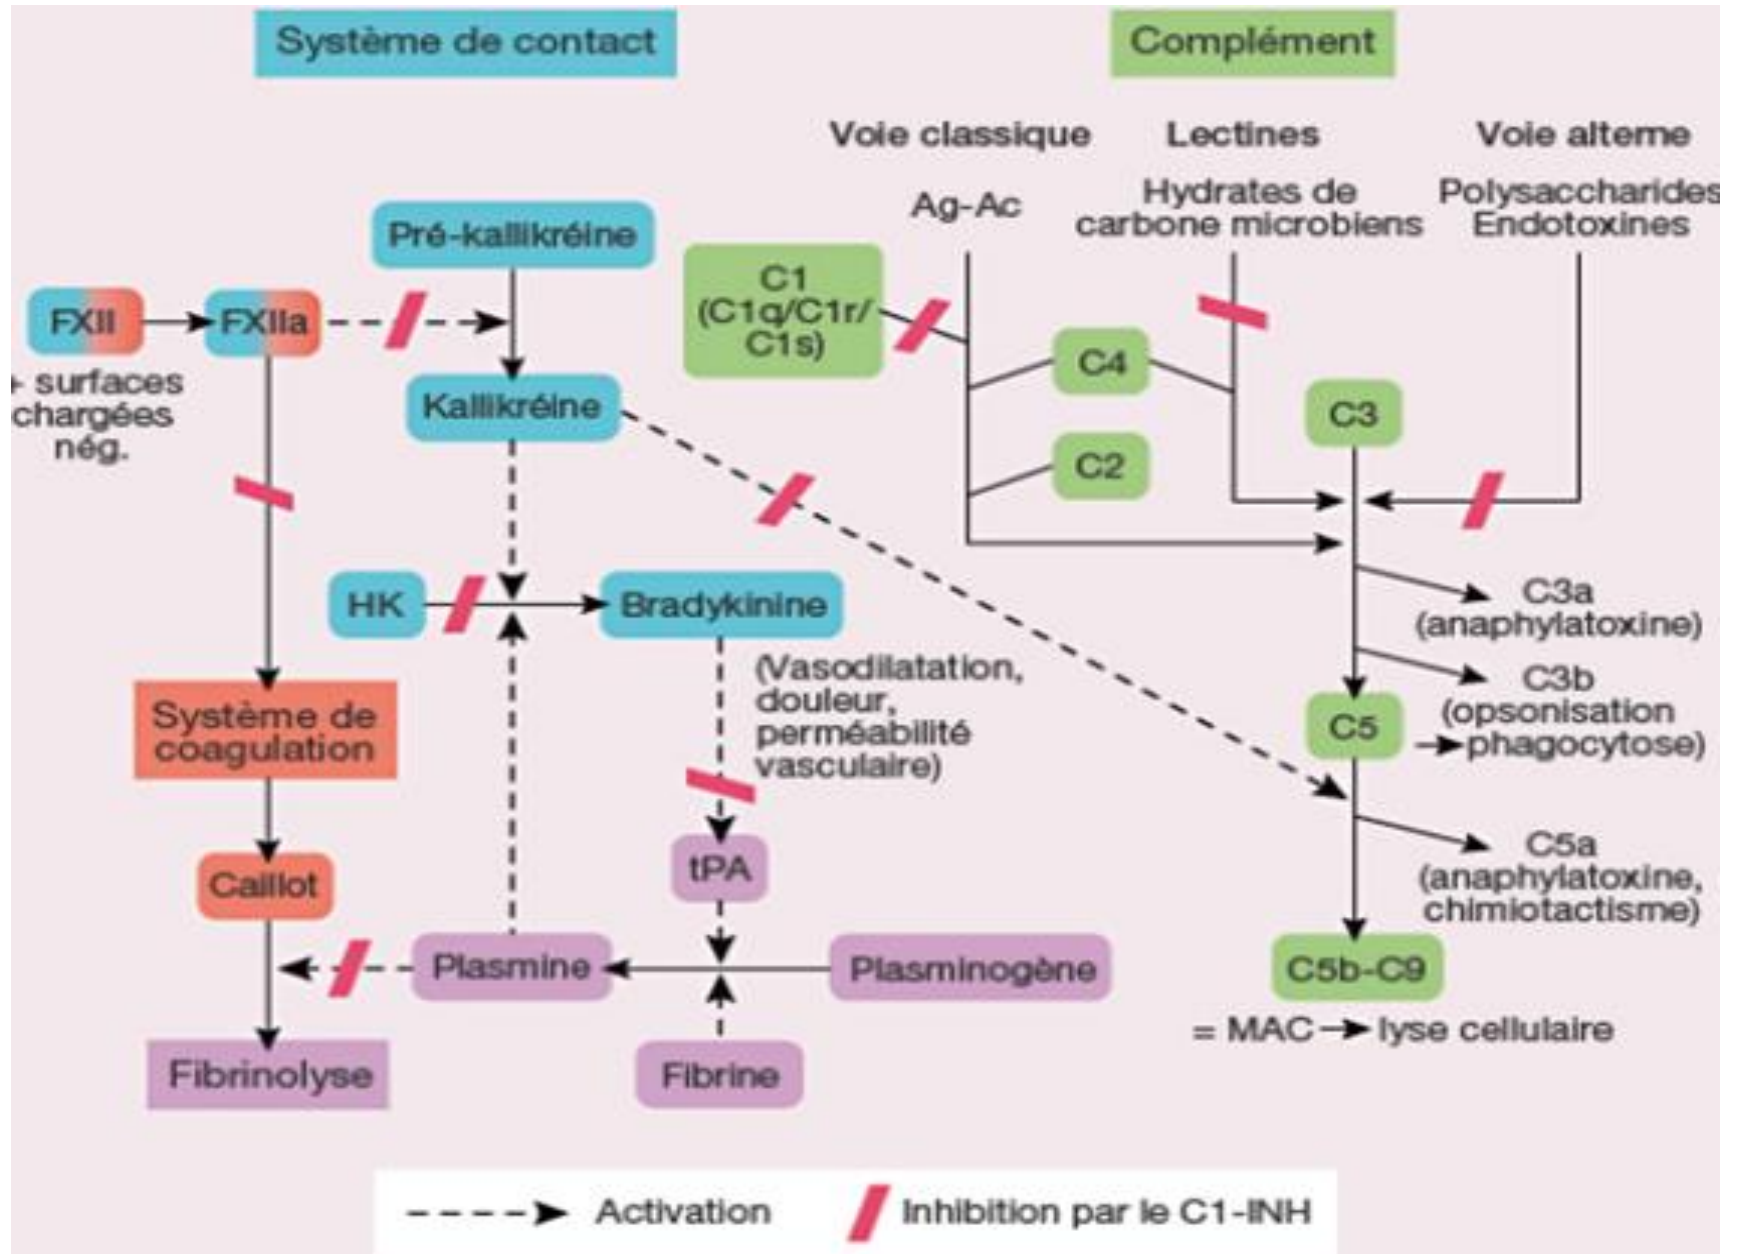 Système de contact
Complément
Voie classique
Lectines
Voie alterne
Ag-Ac
Hydrates de
carbone microbiens
Polysaccharides
Endotoxines
Pré-kallikréine
C1
(C1q/C1r/
C1s)
FXII
FXIIa
+ surfaces
chargées
nég.
Kallikréine
C4
C3
C2
HK
Bradykinine
C3a
(anaphylatoxine)
(Vasodilatation,
douleur,
perméabilité
vasculaire)
C3b
(opsonisation
→phagocytose)
Système de
coagulation
C5
tPA
C5a
(anaphylatoxine,
chimiotactisme)
Caillot
Plasmine
Plasminogène
C5b-C9
= MAC → lyse cellulaire
Fibrinolyse
Fibrine
Activation
Inhibition par le C1-INH